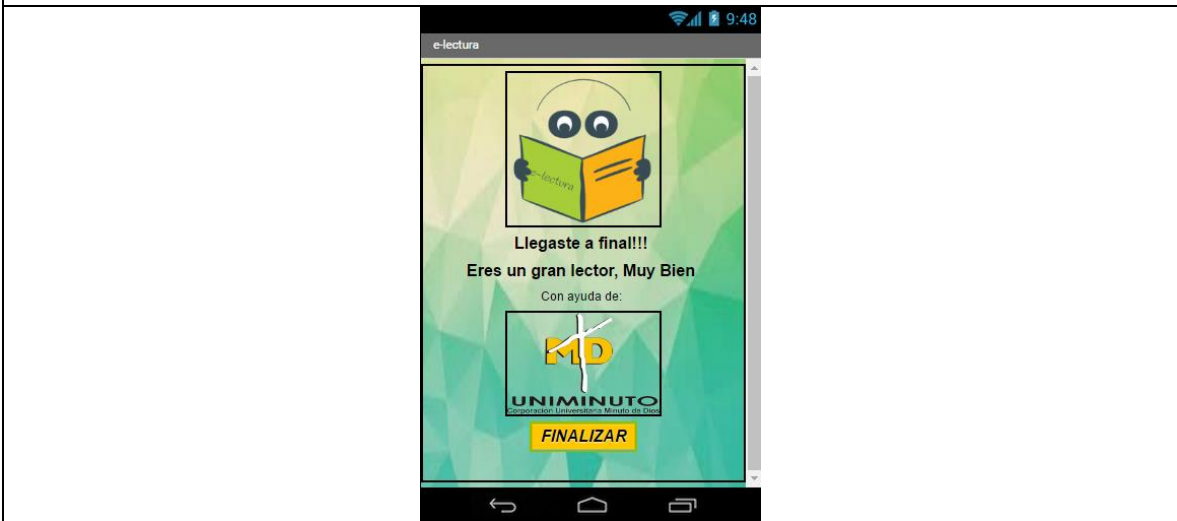 9:48
e-lectura
e-lectura
Llegaste a final!!!
Eres un gran lector, Muy Bien
Con ayuda de:
MD
UNIMINUTO
Corporación Universitaria Minuto de Dios
FINALIZAR